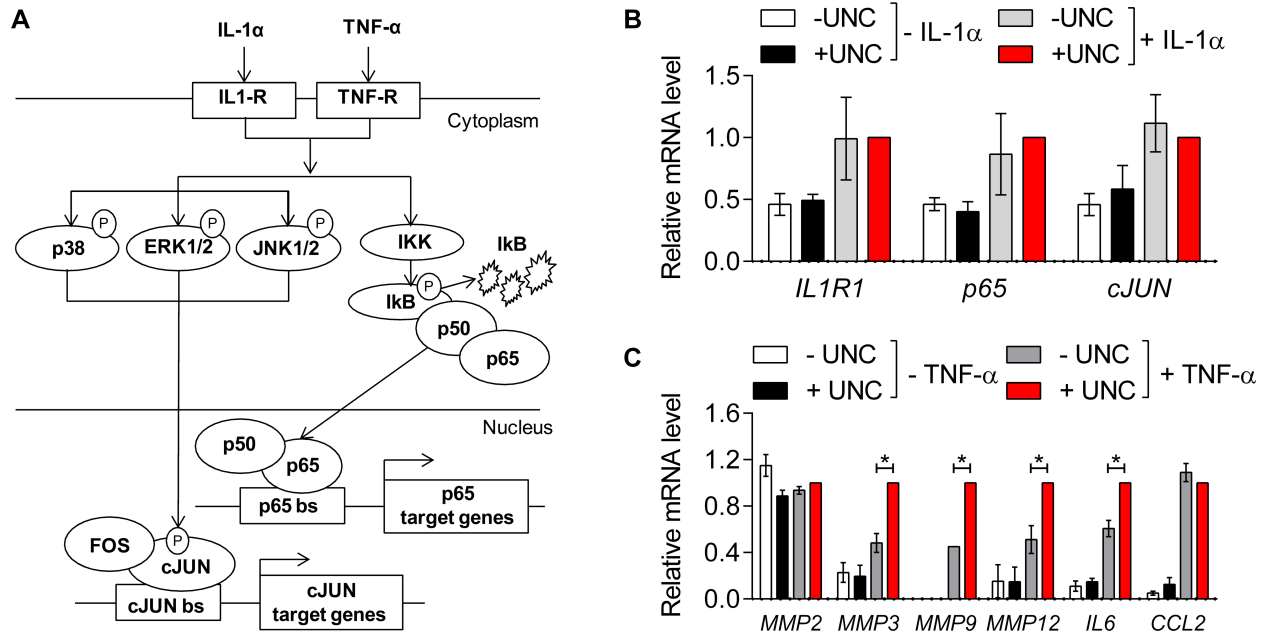 A
IL-1α
TNF-α
IL1-R
TNF-R
Cytoplasm
P
P
P
p38
ERK1/2
JNK1/2
IKK
IkB
P
IkB
p50
p65
Nucleus
p50
p65
p65 bs
p65
target genes
FOS
P
cJUN
cJUN bs
cJUN
target genes
B
-UNC
+UNC
- IL-1α
-UNC
+UNC
+ IL-1α
Relative mRNA level
1.5
1.0
0.5
0.0
IL1R1
p65
cJUN
C
- UNC
+ UNC
- TNF-α
- UNC
+ UNC
+ TNF-α
Relative mRNA level
1.6
1.2
0.8
0.4
0.0
* * * *
MMP2 MMP3 MMP9 MMP12 IL6 CCL2